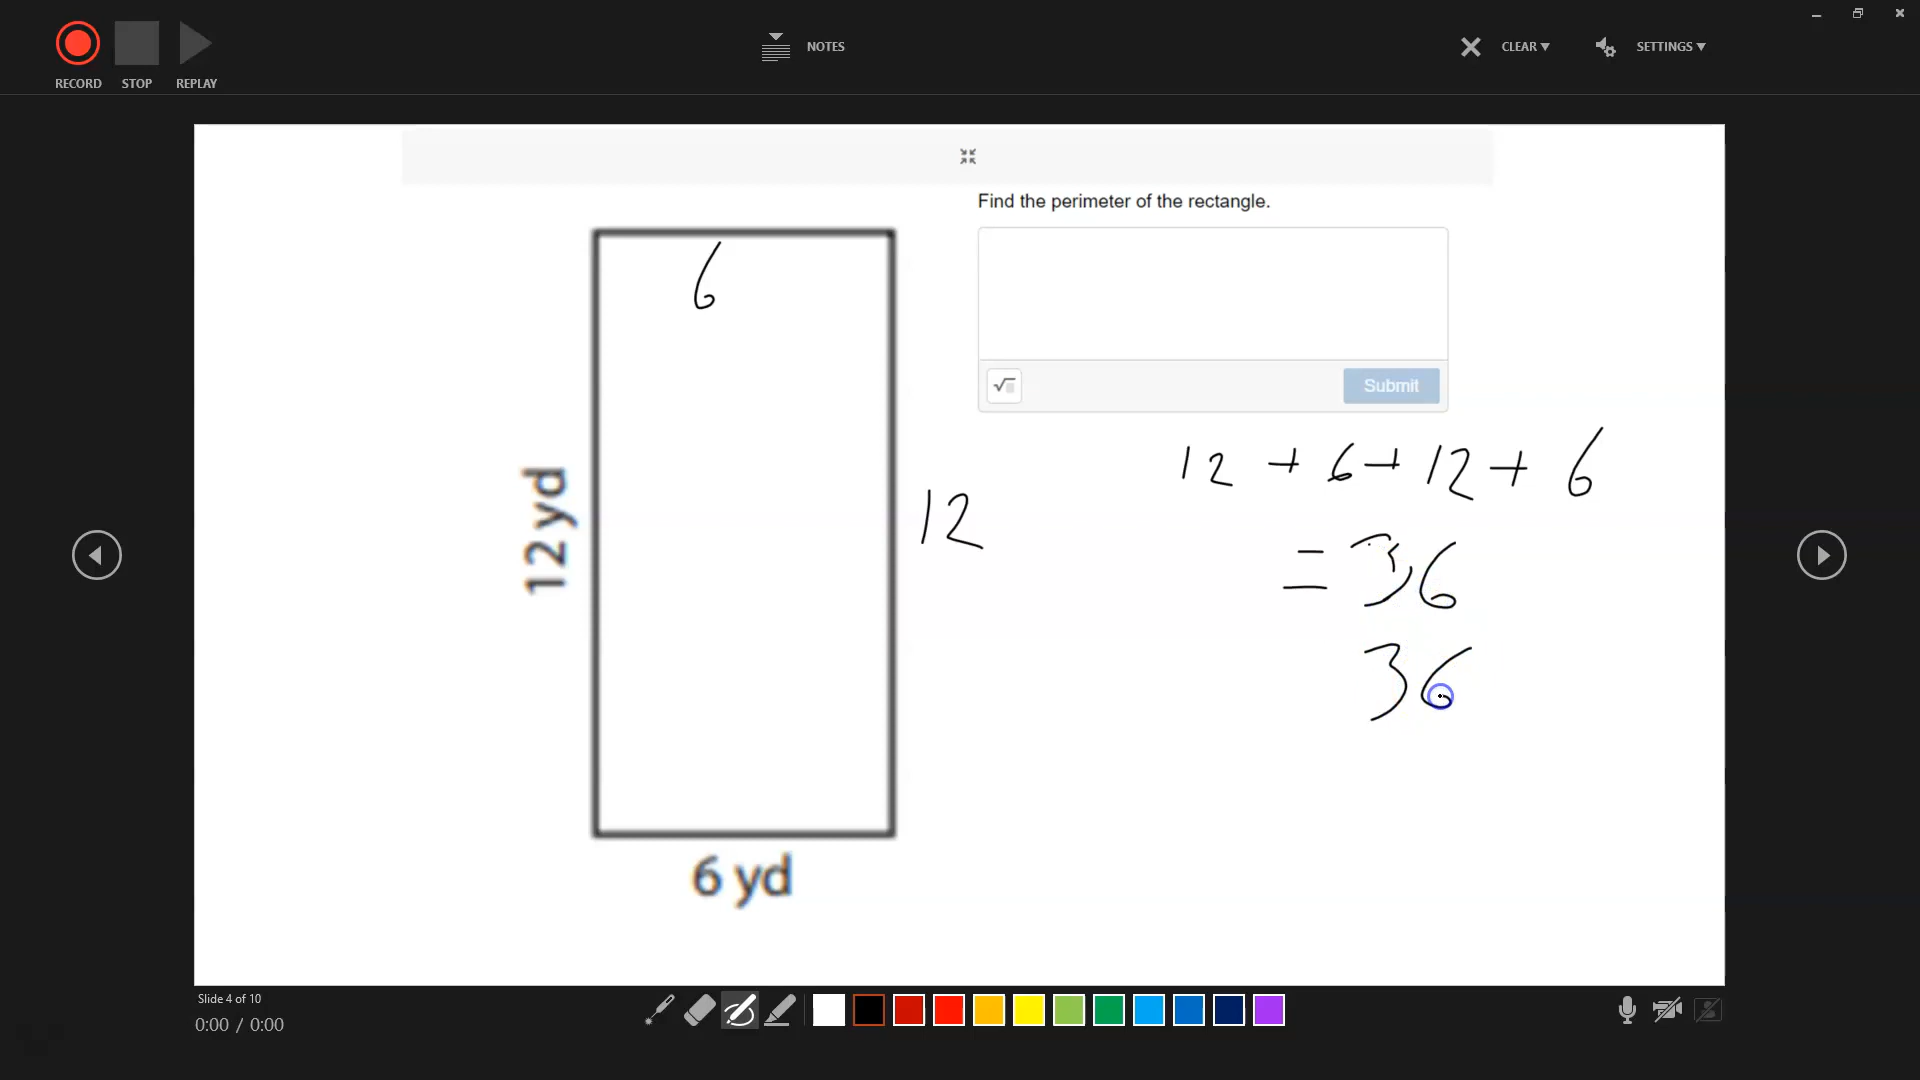 RECORD
STOP
REPLAY
NOTES
CLEAR
SETTINGS
Find the perimeter of the rectangle.
6
√
Submit
12 + 6 + 12 + 6
12 yd
12
= 36
36
6 yd
Slide 4 of 10
0:00 / 0:00